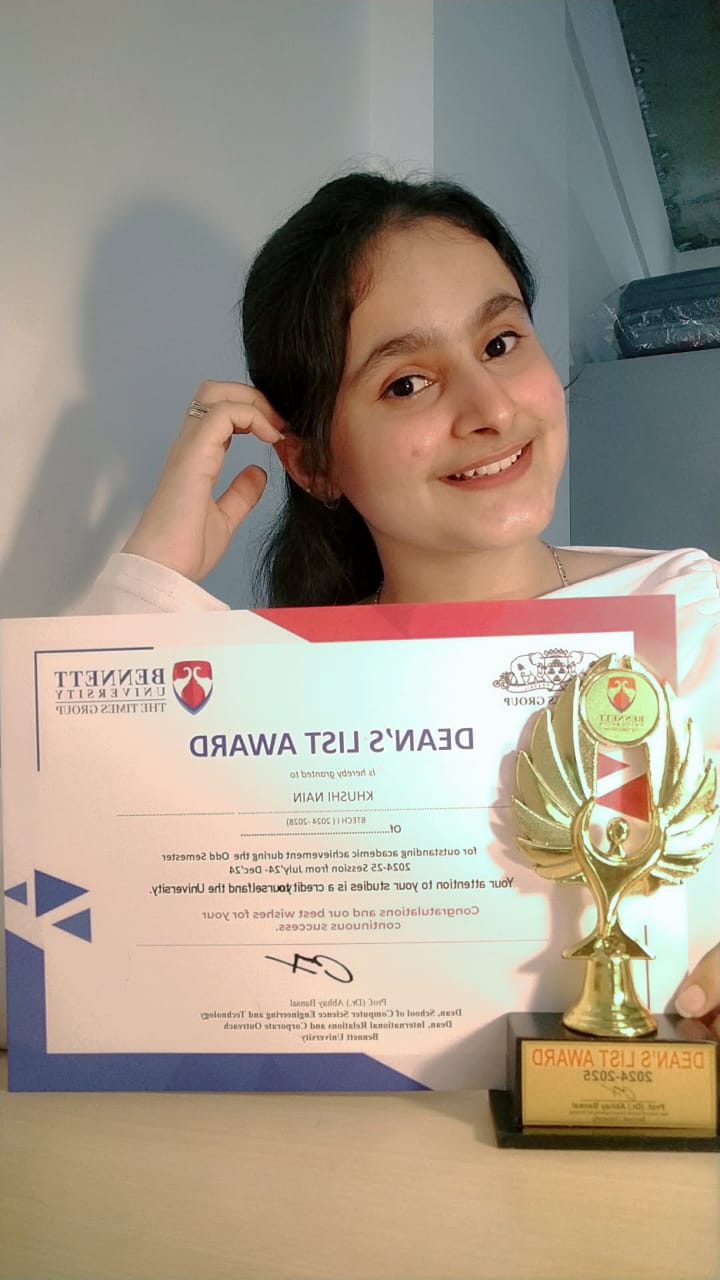 BENNETT
UNIVERSITY
THE TIMES GROUP
S GROUP
DEAN'S LIST AWARD
is hereby granted to
KHUSHI NAIN
BTECH I ( 2024 -2028)
Of
for outstanding academic achievement during the Odd Semester
2024-25 Session from July'24- Dec'24
Your attention to your studies is a credit yourselfand the University.
Congratulations and our best wishes for your
continuous success.
Prof. (Dr.) Abhay Bansal
Dean, School of Computer Science Engineering and Technology
Dean, International Relations and Corporate Outreach
Bennett University
BENNETT
DEAN'S LIST AWARD
2024-2025
Prof. (Dr.) Abhay Bansal
Bennett University